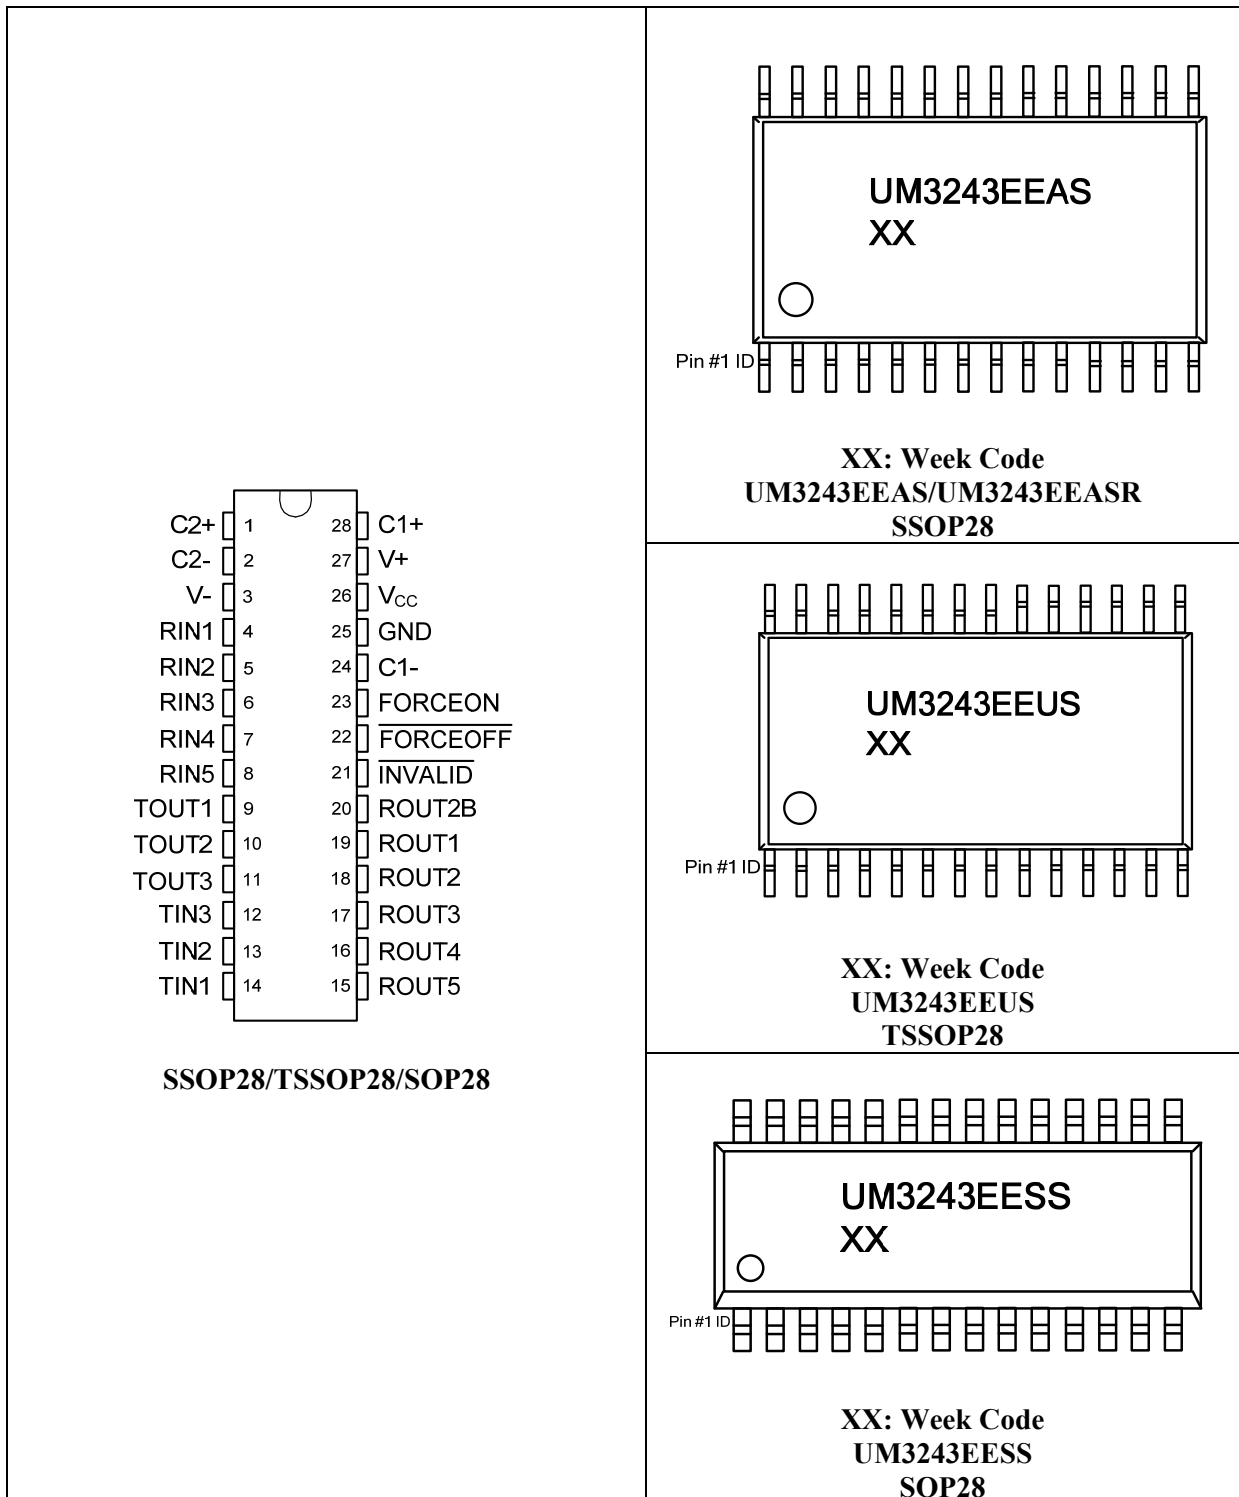 C2+ 1 28 C1+
C2- 2 27 V+
V- 3 26 VCC
RIN1 4 25 GND
RIN2 5 24 C1-
RIN3 6 23 FORCEON
RIN4 7 22 FORCEOFF
RIN5 8 21 INVALID
TOUT1 9 20 ROUT2B
TOUT2 10 19 ROUT1
TOUT3 11 18 ROUT2
TIN3 12 17 ROUT3
TIN2 13 16 ROUT4
TIN1 14 15 ROUT5
SSOP28/TSSOP28/SOP28
UM3243EEAS
XX
Pin #1 ID
XX: Week Code
UM3243EEAS/UM3243EEASR
SSOP28
UM3243EEUS
XX
Pin #1 ID
XX: Week Code
UM3243EEUS
TSSOP28
UM3243EESS
XX
Pin #1 ID
XX: Week Code
UM3243EESS
SOP28